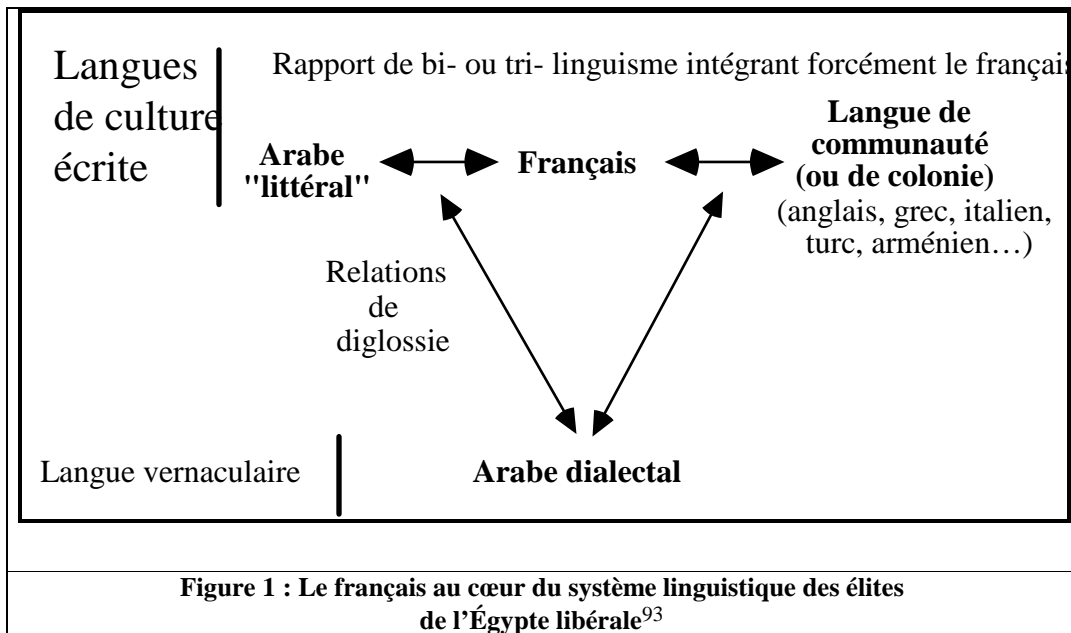 Langues
de culture
écrite
Rapport de bi- ou tri- linguisme intégrant forcément le français
Arabe
"littéral"
Français
Langue de
communauté
(ou de colonie)
(anglais, grec, italien,
turc, arménien…)
Relations
de
diglossie
Langue vernaculaire
Arabe dialectal
Figure 1 : Le français au cœur du système linguistique des élites
de l’Égypte libérale93